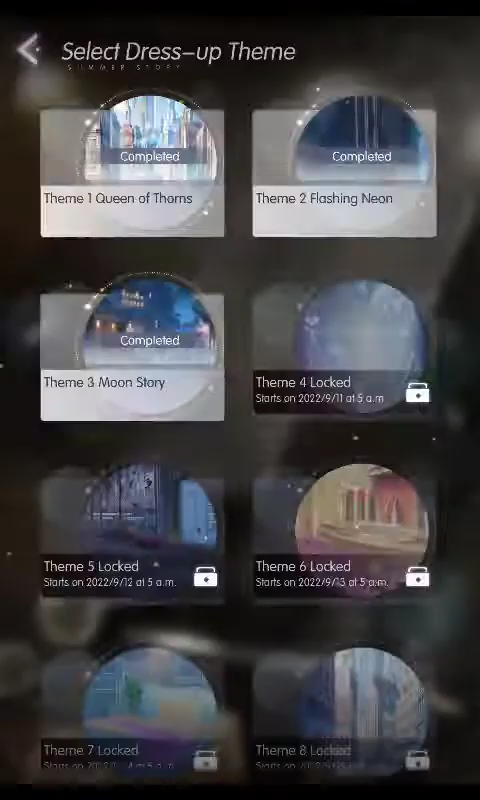 Select Dress-up Theme
SUMMER STORY
Completed
Theme 1 Queen of Thorns
Completed
Theme 2 Flashing Neon
Completed
Theme 3 Moon Story
Theme 4 Locked
Starts on 2022/9/11 at 5 a.m.
Theme 5 Locked
Starts on 2022/9/12 at 5 a.m.
Theme 6 Locked
Starts on 2022/9/13 at 5 a.m.
Theme 7 Locked
Theme 8 Locked